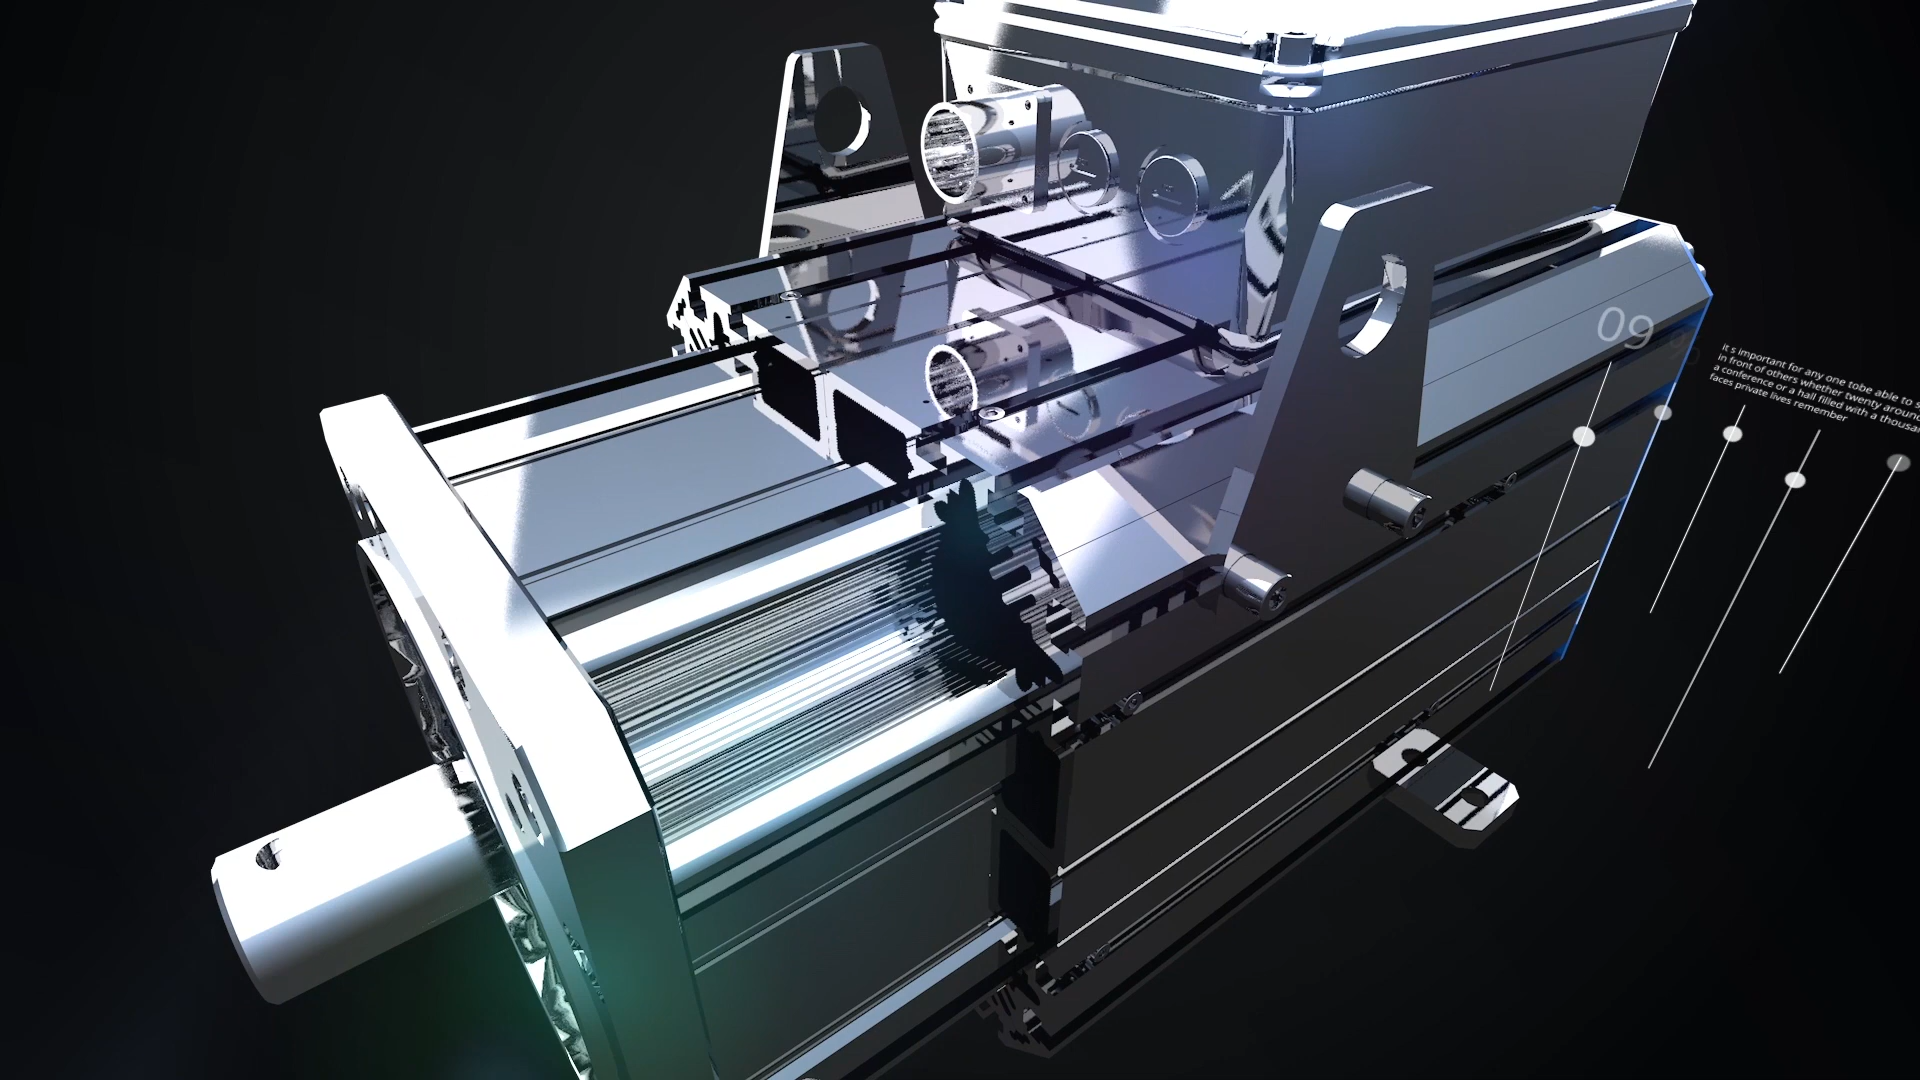 09
it s important for any one tobe able to
in front of others whether twenty around
a conference or a hall filled with a
faces private lives remember